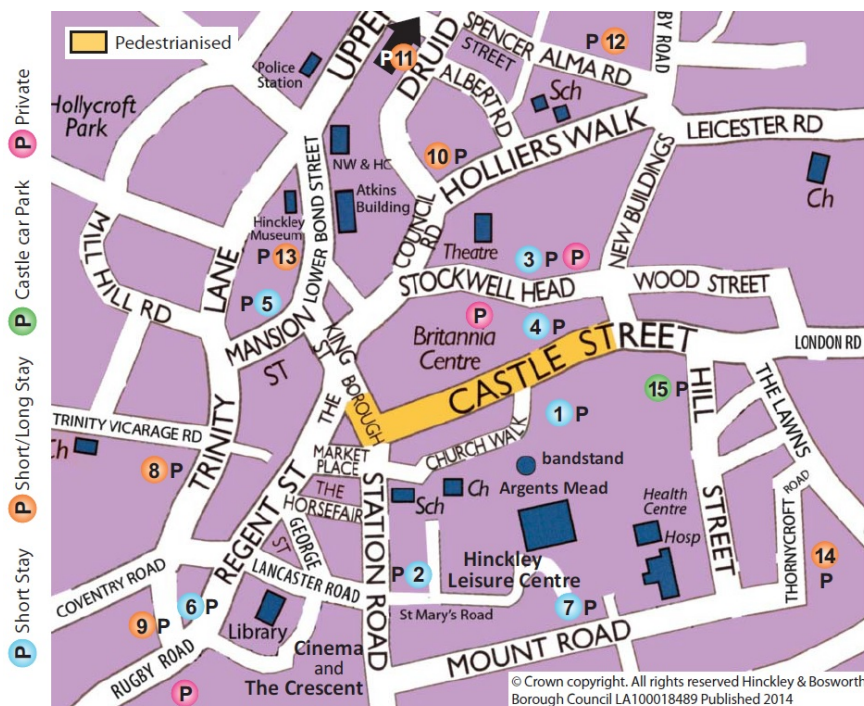 Pedestrianised
P Private
P Castle car Park
P Short/Long Stay
P Short Stay
UPPER
P 11
DRUID
SPENCER
STREET
ALMA RD
P 12
BY ROAD
Police
Station
Hollycroft
Park
ALBERT RD
Sch
HOLLIERS WALK
LEICESTER RD
NW & HC
10 P
Atkins
Building
Hinckley
Museum
LOWER BOND STREET
COUNCIL
RD
Theatre
NEW BUILDINGS
Ch
MILL HILL RD
LANE
P 13
3 P
P
P 5
STOCKWELL HEAD
WOOD STREET
MANSION
ST
KING
ST
P
4 P
Britannia
Centre
CASTLE STREET
LONDON RD
THE
BOROUGH
15 P
HILL
STREET
THE LAWNS
TRINITY VICARAGE RD
Ch
8 P
TRINITY
MARKET
PLACE
CHURCH WALK
1 P
bandstand
Argents Mead
THE
HORSEFAIR
STATION ROAD
Sch
Ch
Health
Centre
Hosp
THORNYCROFT
ROAD
REGENT ST
GEORGE
ST
COVENTRY ROAD
LANCASTER ROAD
P 2
Hinckley
Leisure Centre
14
P
St Mary's Road
7 P
6 P
9 P
Library
RUGBY ROAD
Cinema
and
The Crescent
MOUNT ROAD
P
© Crown copyright. All rights reserved Hinckley & Bosworth
Borough Council LA100018489 Published 2014